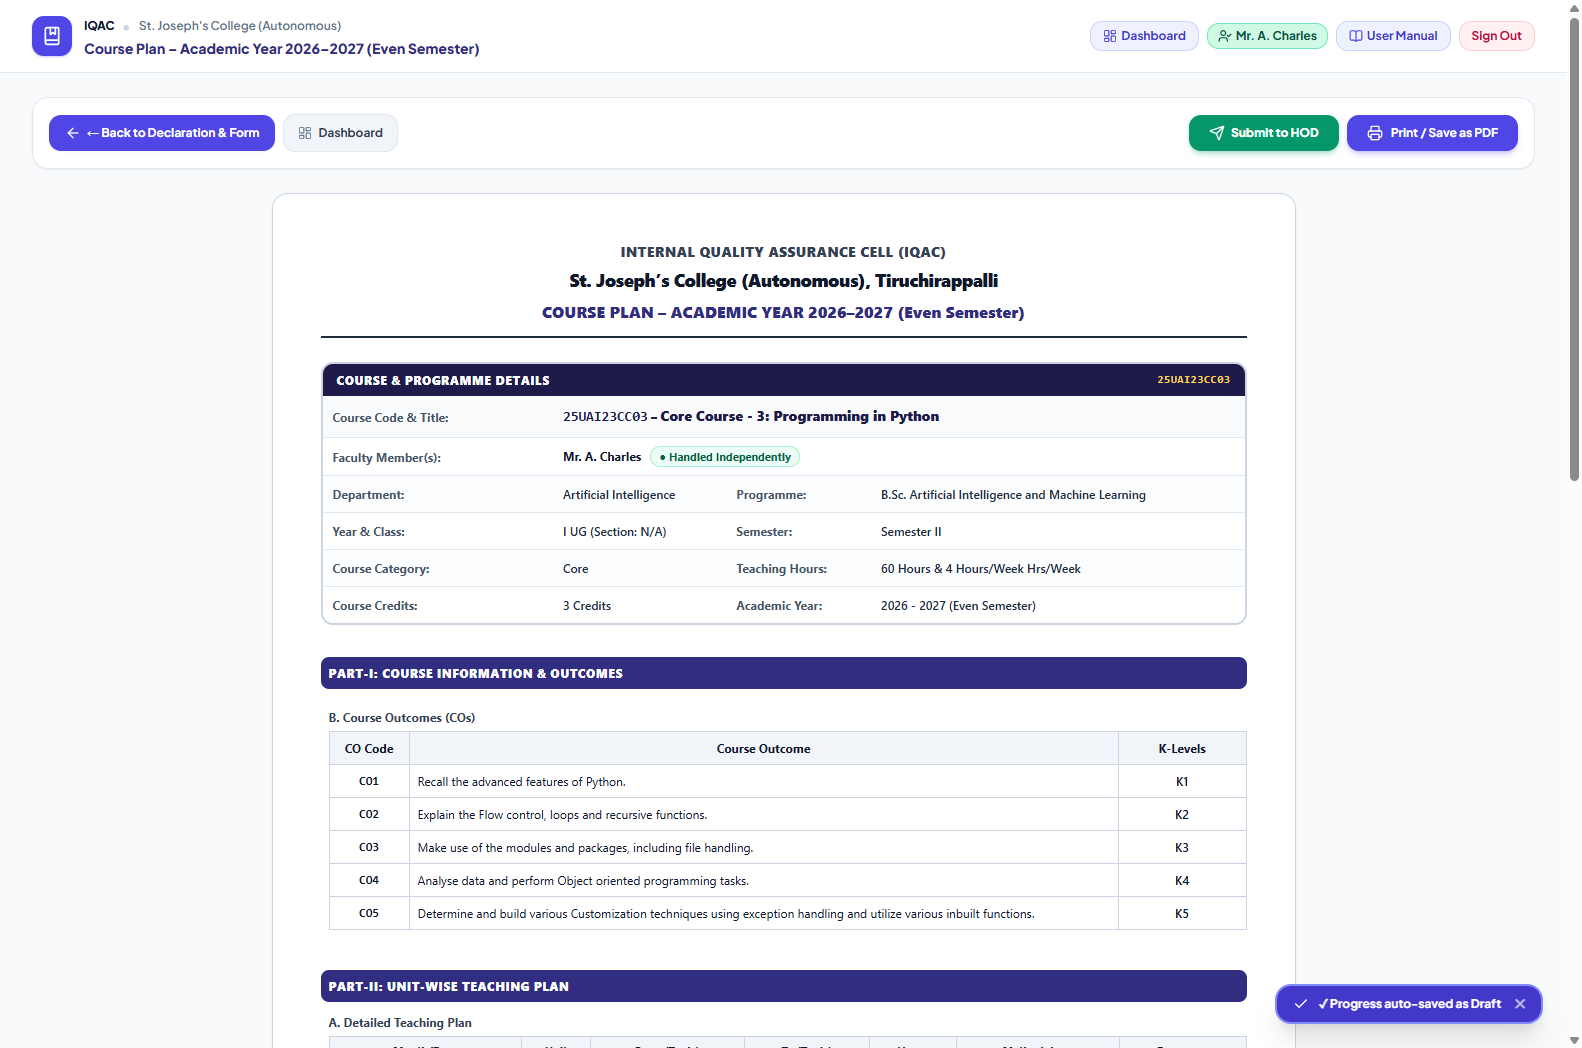 IQAC • St. Joseph's College (Autonomous)
Course Plan – Academic Year 2026–2027 (Even Semester)
Dashboard
Mr. A. Charles
User Manual
Sign Out
← Back to Declaration & Form
Dashboard
Submit to HOD
Print / Save as PDF
INTERNAL QUALITY ASSURANCE CELL (IQAC)
St. Joseph's College (Autonomous), Tiruchirappalli
COURSE PLAN – ACADEMIC YEAR 2026–2027 (Even Semester)
COURSE & PROGRAMME DETAILS 25UAI23CC03
Course Code & Title: 25UAI23CC03 – Core Course - 3: Programming in Python
Faculty Member(s): Mr. A. Charles ● Handled Independently
Department: Artificial Intelligence Programme: B.Sc. Artificial Intelligence and Machine Learning
Year & Class: I UG (Section: N/A) Semester: Semester II
Course Category: Core Teaching Hours: 60 Hours & 4 Hours/Week Hrs/Week
Course Credits: 3 Credits Academic Year: 2026 - 2027 (Even Semester)
PART-I: COURSE INFORMATION & OUTCOMES
B. Course Outcomes (COs)
CO Code Course Outcome K-Levels
CO1 Recall the advanced features of Python. K1
CO2 Explain the Flow control, loops and recursive functions. K2
CO3 Make use of the modules and packages, including file handling. K3
CO4 Analyse data and perform Object oriented programming tasks. K4
CO5 Determine and build various Customization techniques using exception handling and utilize various inbuilt functions. K5
PART-II: UNIT-WISE TEACHING PLAN
A. Detailed Teaching Plan
✓ Progress auto-saved as Draft